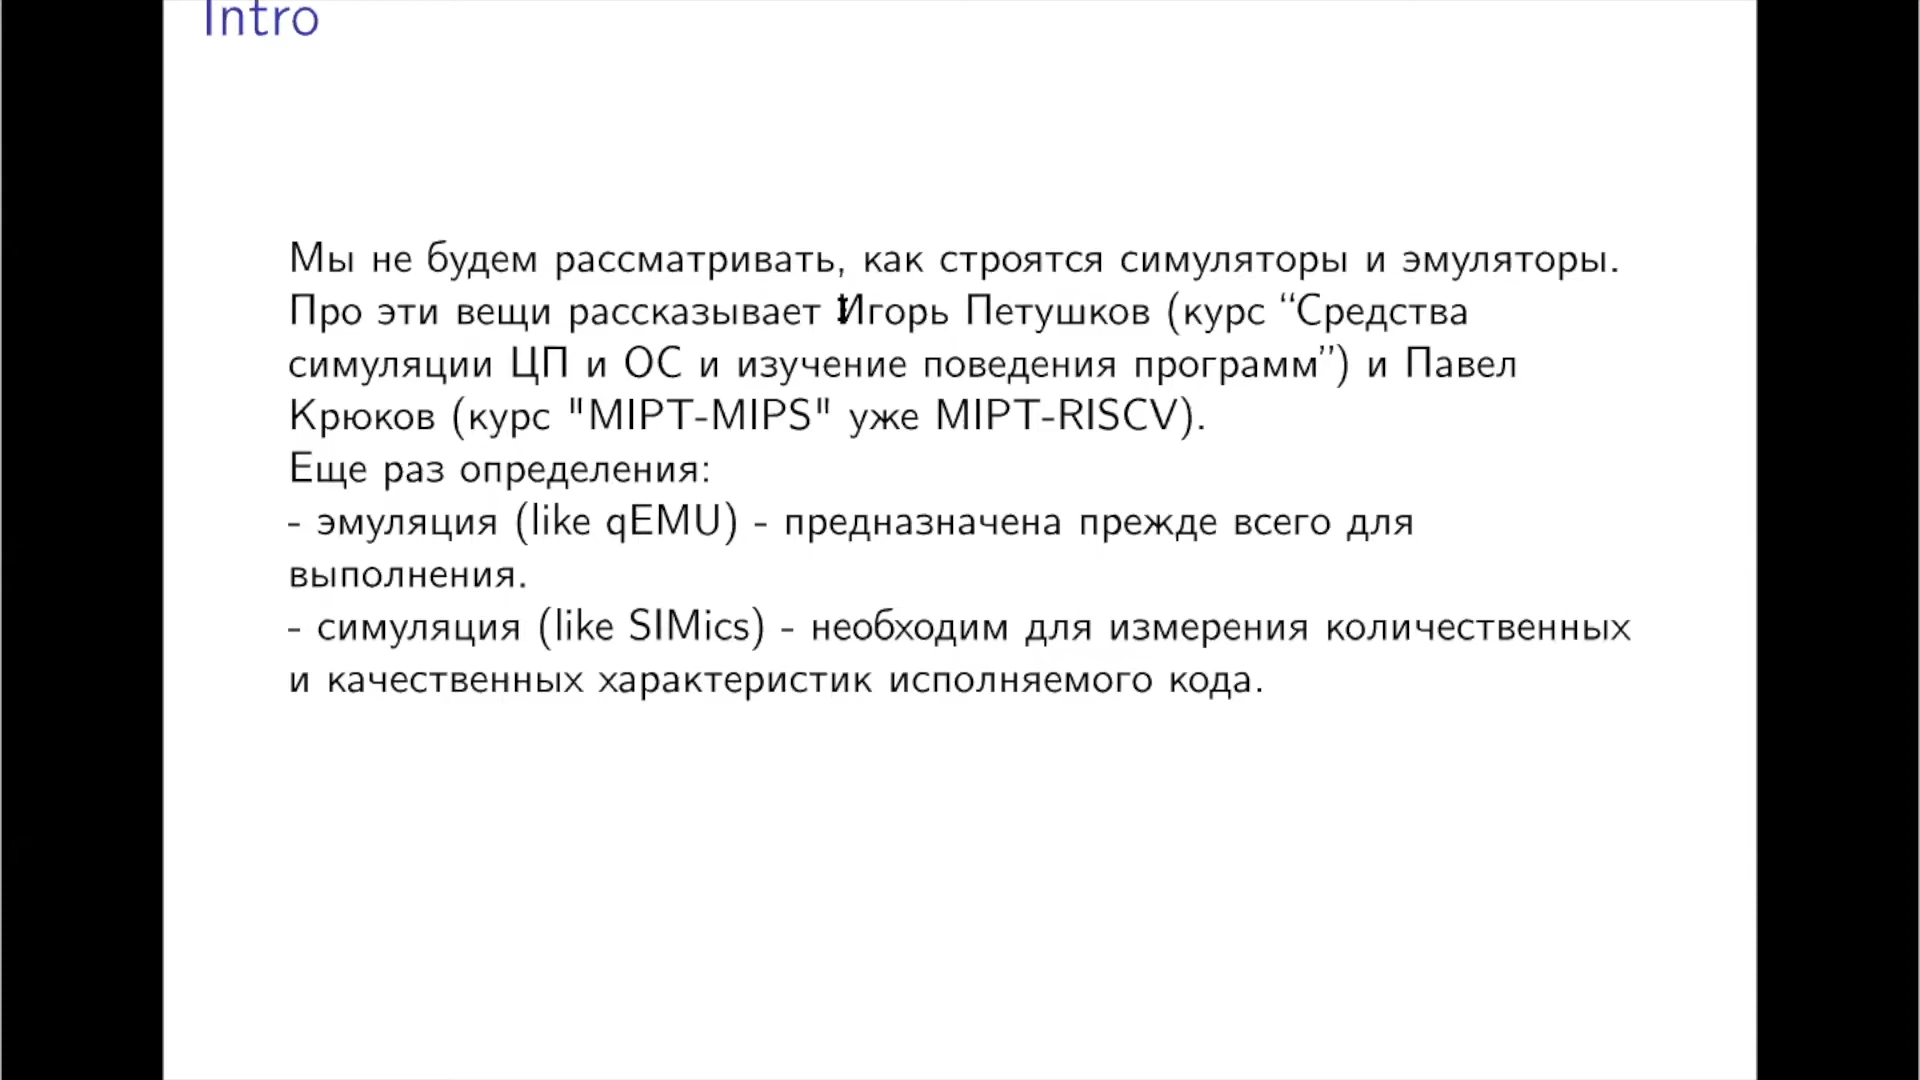 Intro
Мы не будем рассматривать, как строятся симуляторы и эмуляторы.
Про эти вещи рассказывает Игорь Петушков (курс “Средства
симуляции ЦП и ОС и изучение поведения программ”) и Павел
Крюков (курс "MIPT-MIPS" уже MIPT-RISCV).
Еще раз определения:
- эмуляция (like qEMU) - предназначена прежде всего для
выполнения.
- симуляция (like SIMics) - необходим для измерения количественных
и качественных характеристик исполняемого кода.